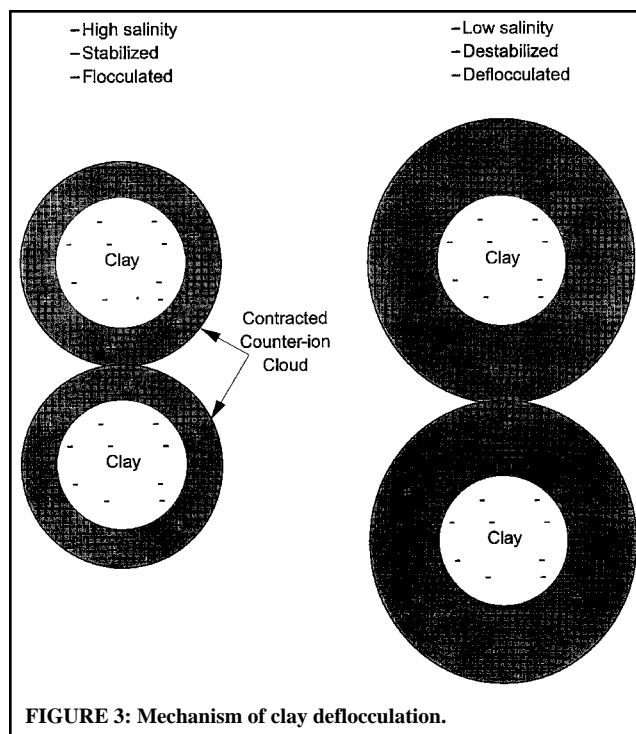 -High salinity
-Stabilized
-Flocculated
-Low salinity
-Destabilized
-Deflocculated
Clay
Clay
Contracted
Counter-ion
Cloud
Clay
Clay
FIGURE 3: Mechanism of clay deflocculation.